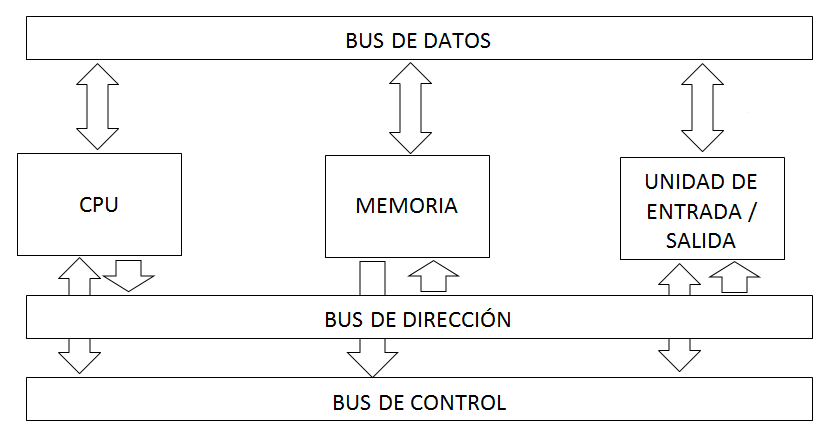 BUS DE DATOS
CPU
MEMORIA
UNIDAD DE
ENTRADA /
SALIDA
BUS DE DIRECCIÓN
BUS DE CONTROL